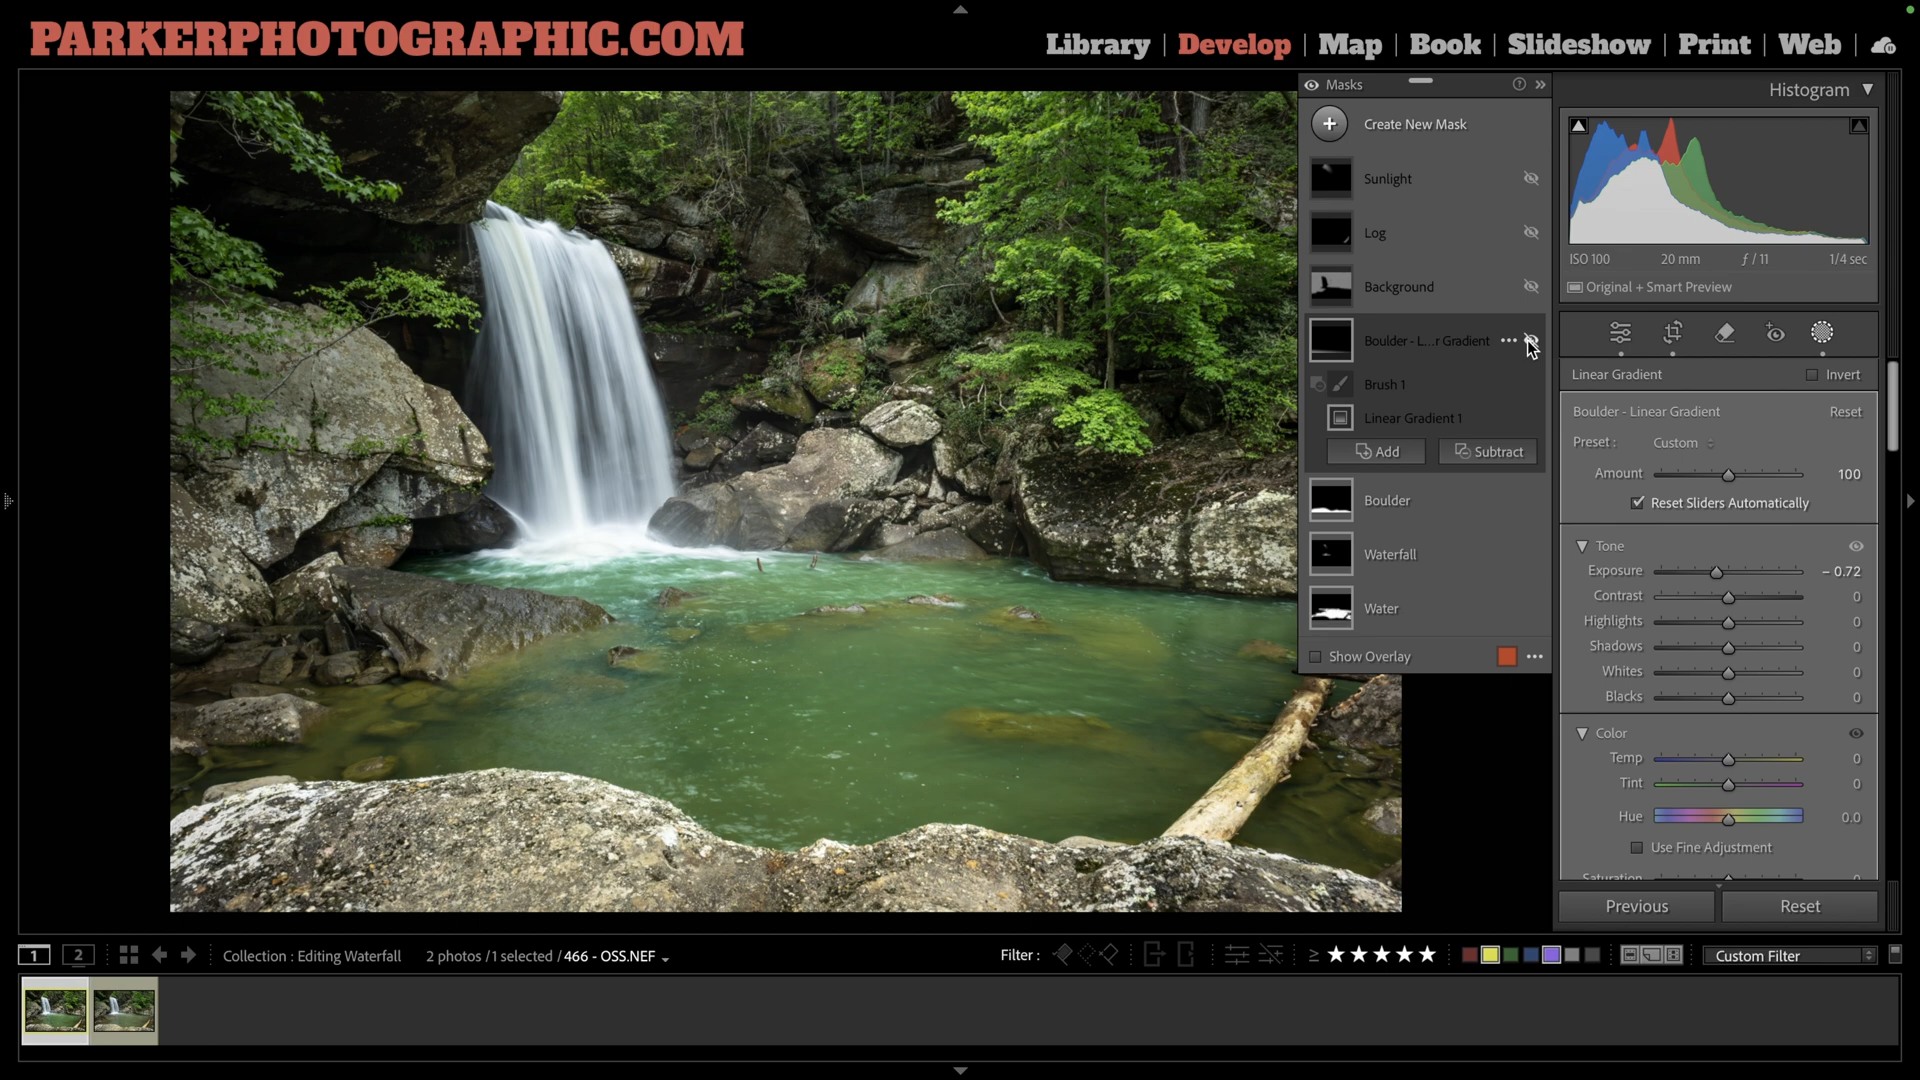 PARKERPHOTOGRAPHIC.COM
Library | Develop | Map | Book | Slideshow | Print | Web |
Masks
Create New Mask
Sunlight
Log
Background
Boulder - L...r Gradient
Brush 1
Linear Gradient 1
Add
Subtract
Boulder
Waterfall
Water
Show Overlay
Histogram
ISO 100 20 mm ƒ / 11 1/4 sec
Original + Smart Preview
Linear Gradient Invert
Boulder - Linear Gradient Reset
Preset : Custom
Amount 100
Reset Sliders Automatically
Tone
Exposure – 0.72
Contrast 0
Highlights 0
Shadows 0
Whites 0
Blacks 0
Color
Temp 0
Tint 0
Hue 0.0
Use Fine Adjustment
Saturation 0
Previous Reset
1 2 Collection : Editing Waterfall 2 photos / 1 selected / 466 - OSS.NEF Filter : ≥ ★★★★★ Custom Filter